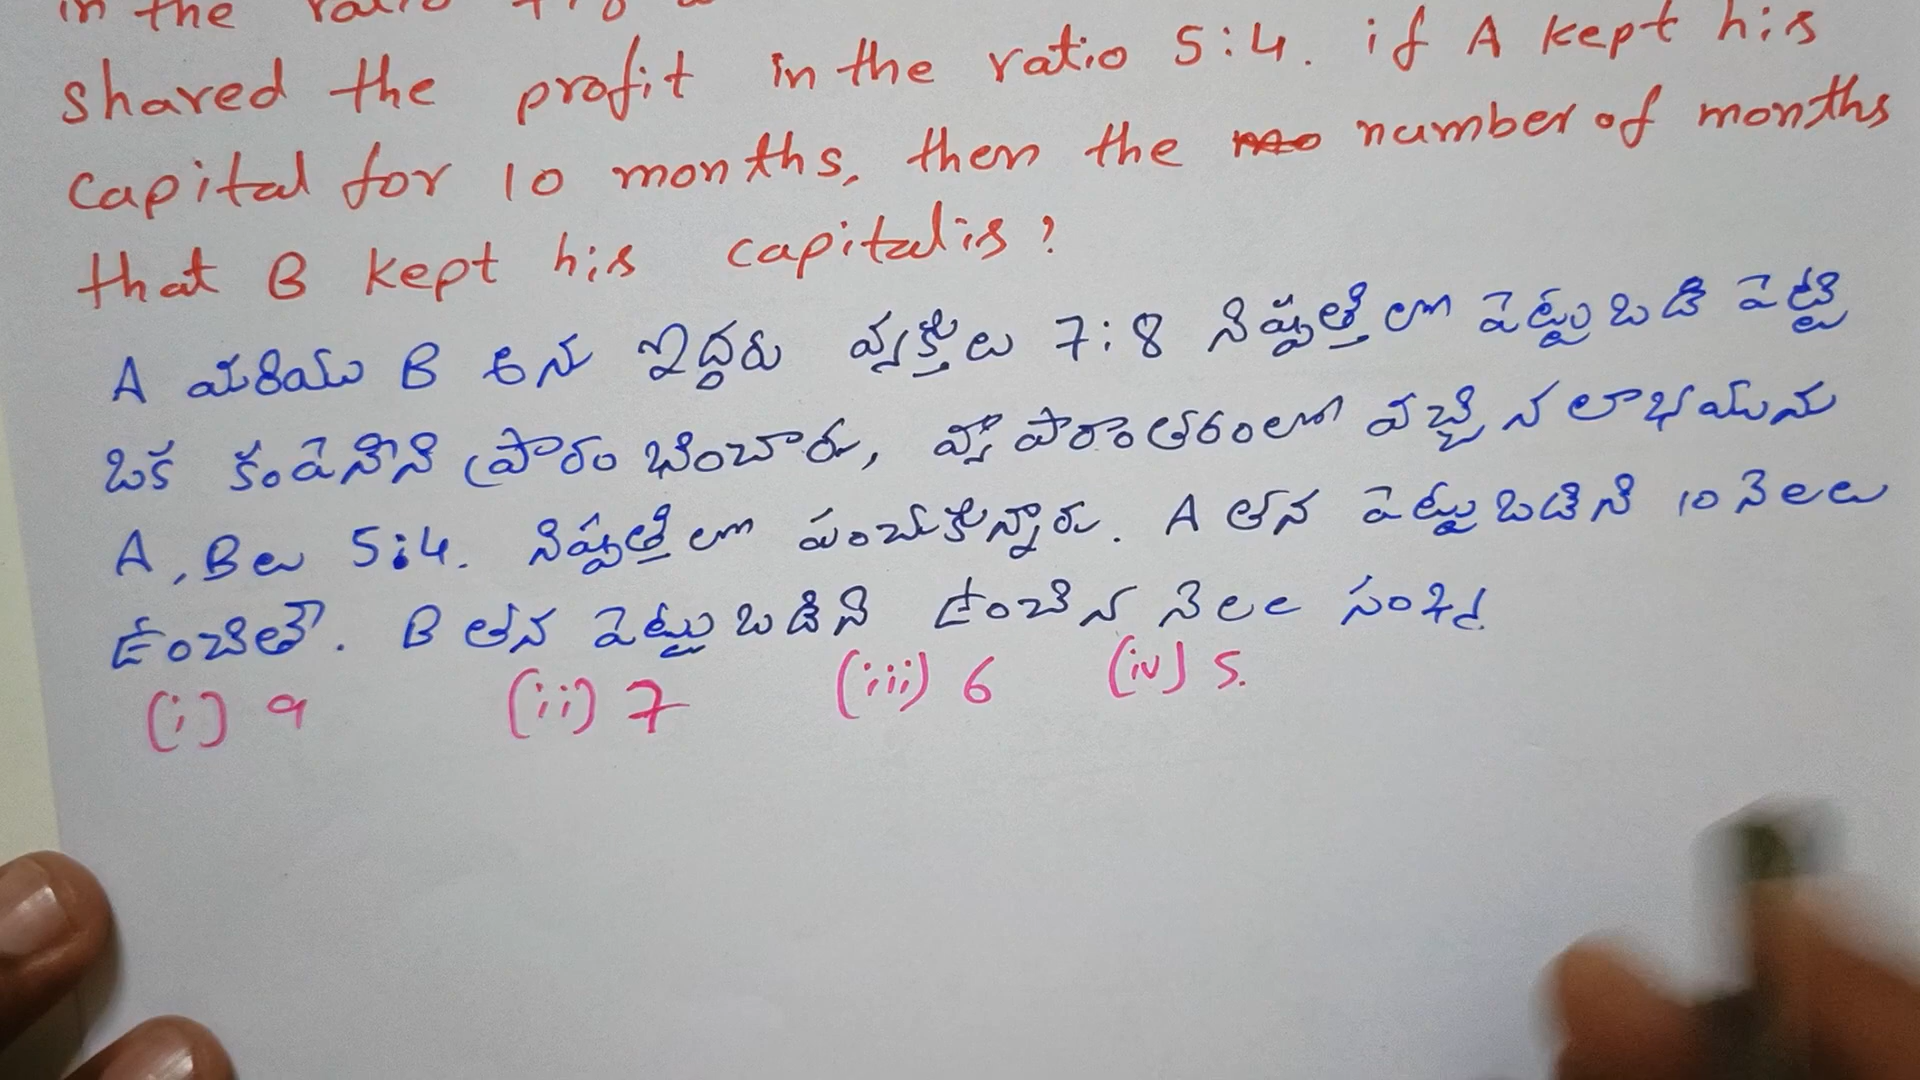 in the ratio
shared the profit in the ratio 5:4. if A kept his
capital for 10 months, then the number of months
that B kept his capital is?
A మరియు B అను ఇద్దరు వ్యక్తులు 7:8 నిష్పత్తిలో పెట్టుబడి పెట్టి
ఒక కంపెనీని ప్రారంభించారు, వ్యాపారాంతరంలో వచ్చిన లాభమును
A, B లు 5:4. నిష్పత్తిలో పంచుకున్నారు. A తన పెట్టుబడిని 10 నెలలు
ఉంచితే. B తన పెట్టుబడిని ఉంచిన నెలల సంఖ్య
(i) 9 (ii) 7 (iii) 6 (iv) 5.